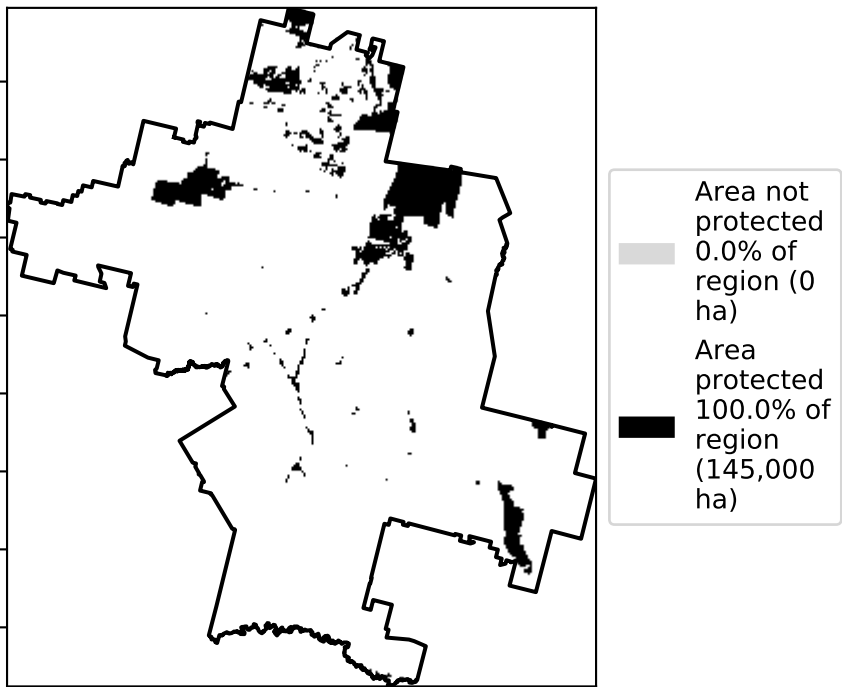 Area not
protected
0.0% of
region (0
ha)
Area
protected
100.0% of
region
(145,000
ha)